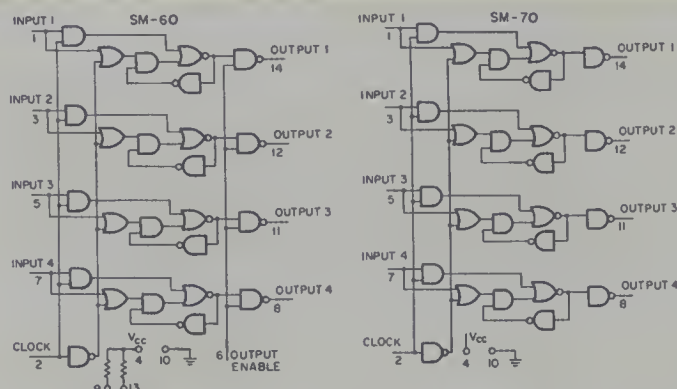 SM-60
INPUT 1
1
OUTPUT 1
14
INPUT 2
3
OUTPUT 2
12
INPUT 3
5
OUTPUT 3
11
INPUT 4
7
OUTPUT 4
8
CLOCK
2
Vcc
4
10
6 OUTPUT
ENABLE
9
13
SM-70
INPUT 1
1
OUTPUT 1
14
INPUT 2
3
OUTPUT 2
12
INPUT 3
5
OUTPUT 3
11
INPUT 4
7
OUTPUT 4
8
CLOCK
2
Vcc
4
10